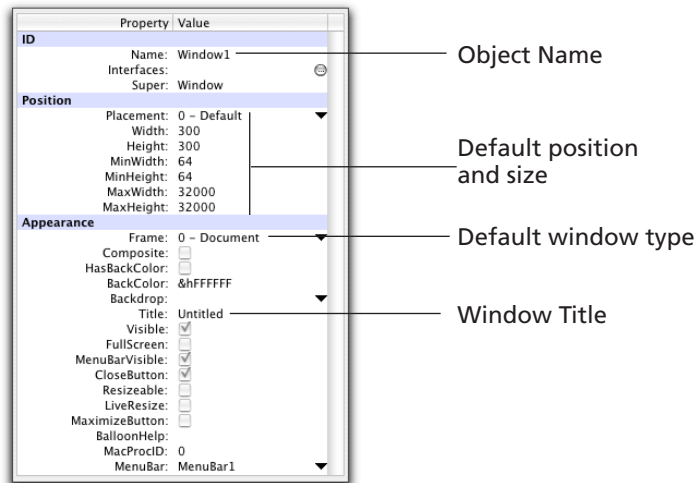 Property Value
ID
Name: Window1
Object Name
Interfaces:
Super: Window
Position
Placement: 0 - Default
Width: 300
Height: 300
MinWidth: 64
MinHeight: 64
MaxWidth: 32000
MaxHeight: 32000
Default position
and size
Appearance
Frame: 0 - Document
Default window type
Composite:
HasBackColor:
BackColor: &hFFFFFF
Backdrop:
Title: Untitled
Window Title
Visible:
FullScreen:
MenuBarVisible:
CloseButton:
Resizeable:
LiveResize:
MaximizeButton:
BalloonHelp:
MacProcID: 0
MenuBar: MenuBar1